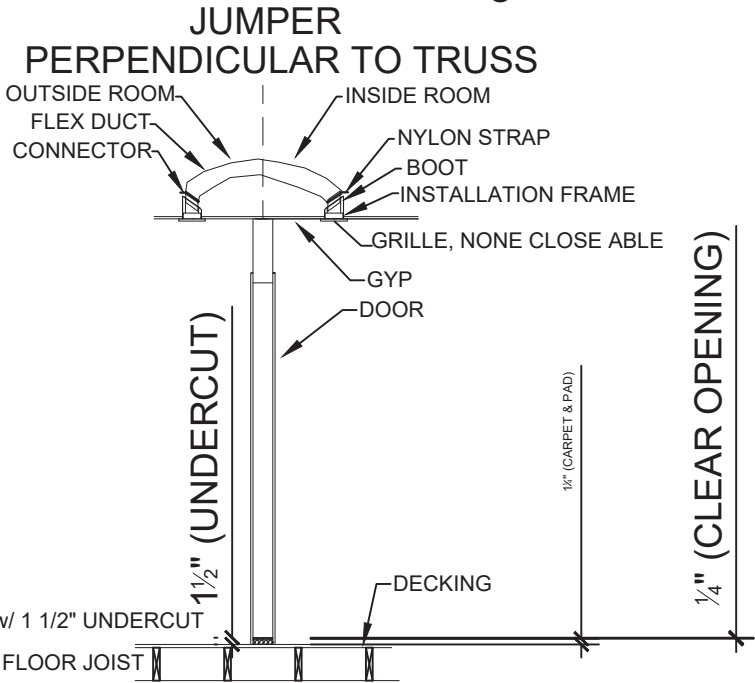 JUMPER
PERPENDICULAR TO TRUSS
OUTSIDE ROOM
INSIDE ROOM
FLEX DUCT
NYLON STRAP
CONNECTOR
BOOT
INSTALLATION FRAME
GRILLE, NONE CLOSE ABLE
GYP
DOOR
1½" (UNDERCUT)
1¼" (CARPET & PAD)
¼" (CLEAR OPENING)
DECKING
w/ 1 1/2" UNDERCUT
FLOOR JOIST